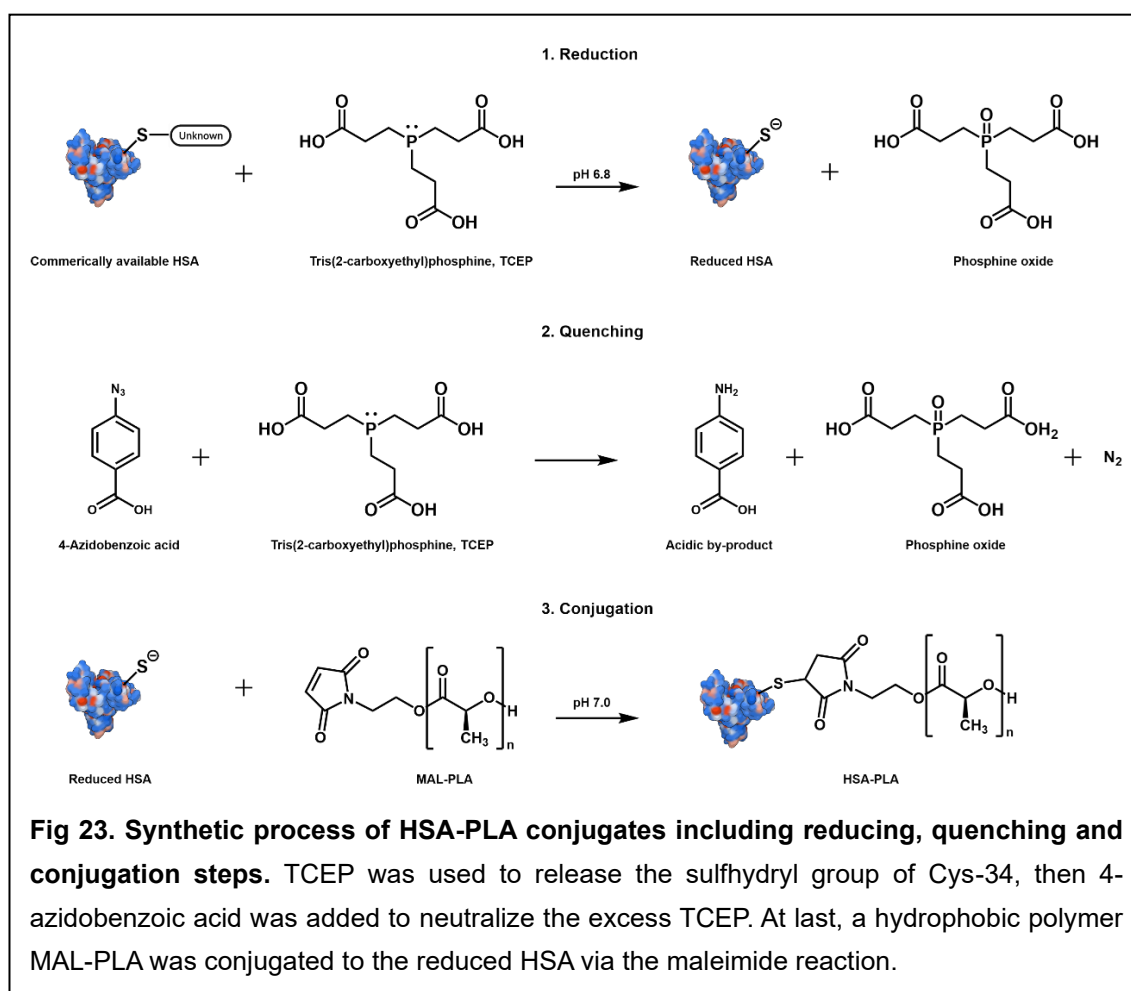 1. Reduction
S
Unknown
+
O
HO
P
O
OH
O
OH
pH 6.8
S⊖
+
O
HO
O
P
O
OH
O
OH
Commerically available HSA
Tris(2-carboxyethyl)phosphine, TCEP
Reduced HSA
Phosphine oxide
2. Quenching
N3
O
OH
+
O
HO
P
O
OH
O
OH
NH2
O
OH
+
O
HO
O
P
O
OH2
O
OH
+
N2
4-Azidobenzoic acid
Tris(2-carboxyethyl)phosphine, TCEP
Acidic by-product
Phosphine oxide
3. Conjugation
S⊖
+
O
N
O
O
O
O
H
CH3
n
pH 7.0
S
O
N
O
O
O
O
H
CH3
n
Reduced HSA
MAL-PLA
HSA-PLA
Fig 23. Synthetic process of HSA-PLA conjugates including reducing, quenching and
conjugation steps. TCEP was used to release the sulfhydryl group of Cys-34, then 4-
azidobenzoic acid was added to neutralize the excess TCEP. At last, a hydrophobic polymer
MAL-PLA was conjugated to the reduced HSA via the maleimide reaction.